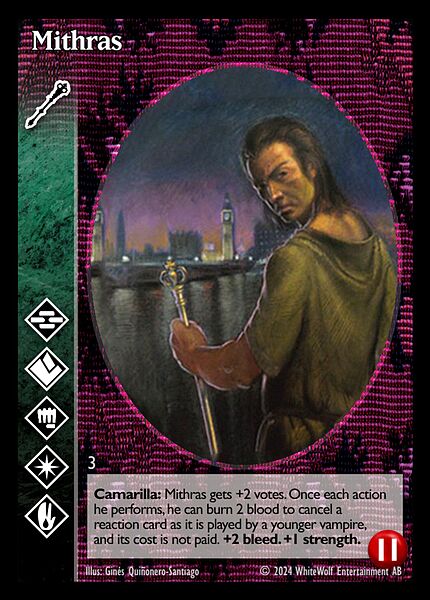 Mithras
3
Camarilla: Mithras gets +2 votes. Once each action
he performs, he can burn 2 blood to cancel a
reaction card as it is played by a younger vampire,
and its cost is not paid. +2 bleed. +1 strength.
11
Illus: Ginés Quiñonero-Santiago
© 2024 WhiteWolf Entertainment AB